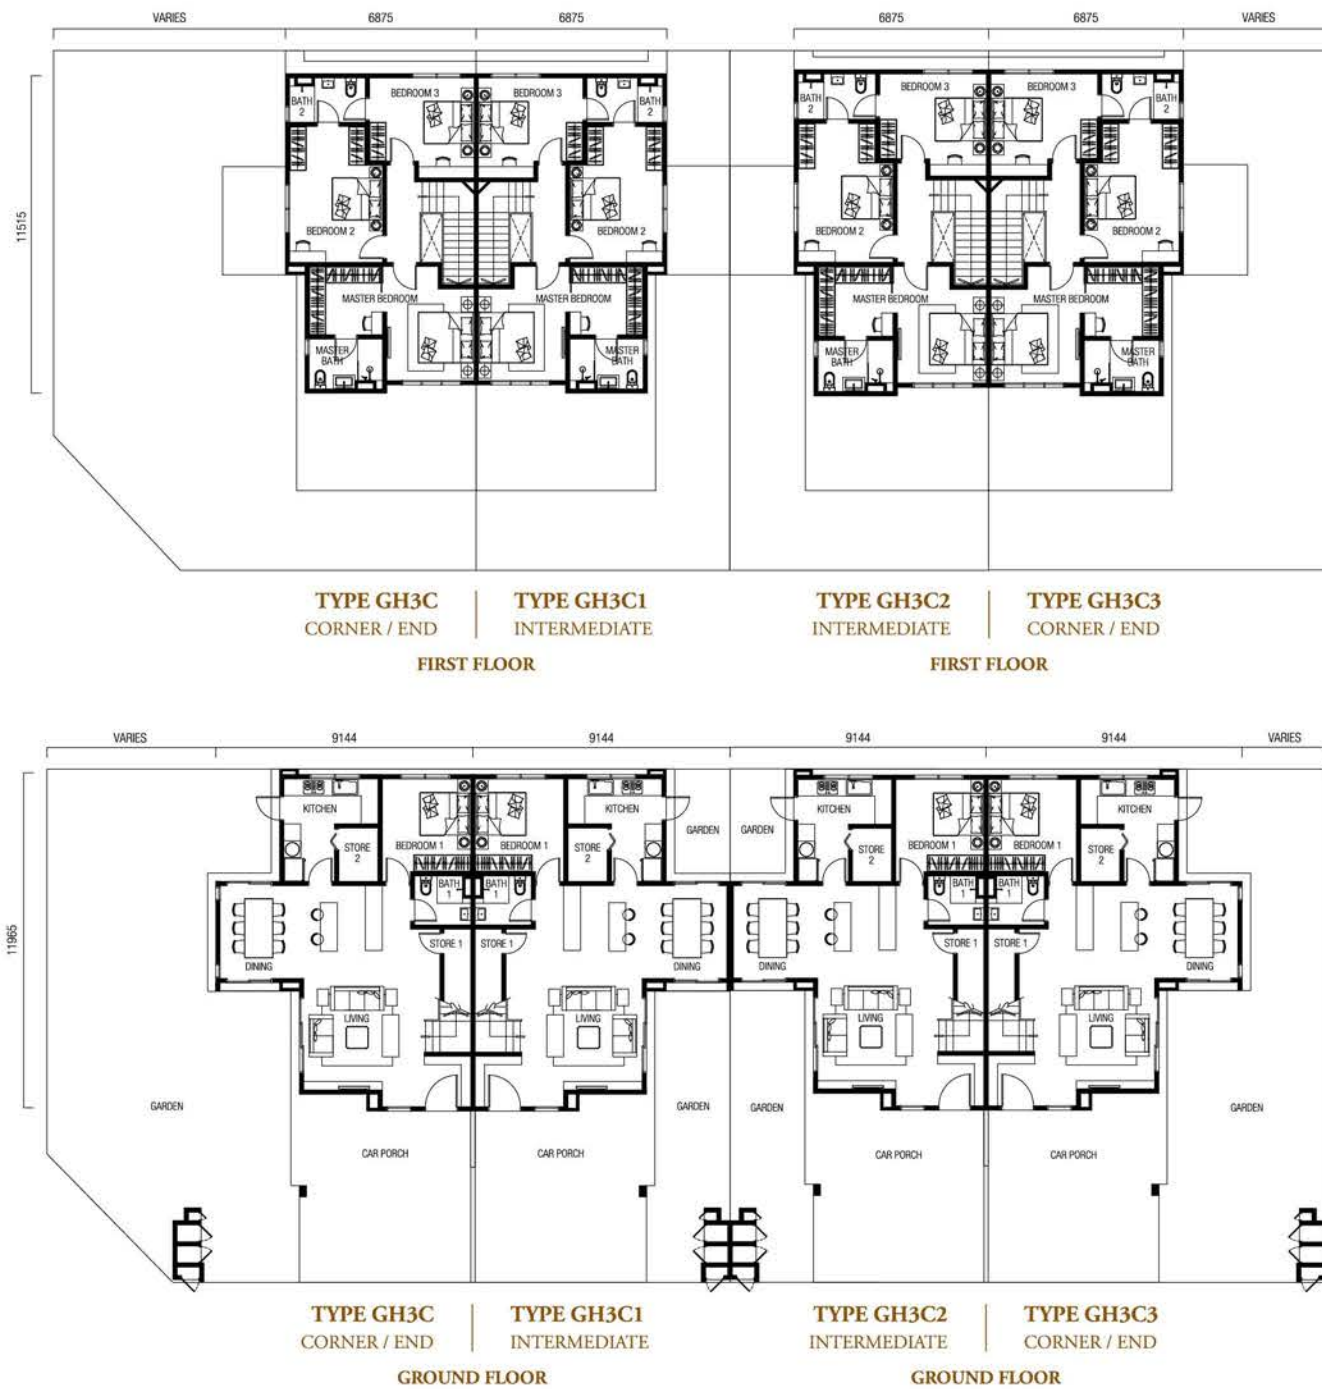 VARIES 6875 6875 6875 6875 VARIES
11515
BATH 2
BEDROOM 3
BEDROOM 3
BATH 2
BATH 2
BEDROOM 3
BEDROOM 3
BATH 2
BEDROOM 2
BEDROOM 2
BEDROOM 2
BEDROOM 2
MASTER BEDROOM
MASTER BEDROOM
MASTER BEDROOM
MASTER BEDROOM
MASTER BATH
MASTER BATH
MASTER BATH
MASTER BATH
TYPE GH3C
CORNER / END
TYPE GH3C1
INTERMEDIATE
FIRST FLOOR
TYPE GH3C2
INTERMEDIATE
TYPE GH3C3
CORNER / END
FIRST FLOOR
VARIES 9144 9144 9144 9144 VARIES
11965
KITCHEN
KITCHEN
KITCHEN
KITCHEN
GARDEN
GARDEN
STORE 2
BEDROOM 1
BEDROOM 1
STORE 2
STORE 2
BEDROOM 1
BEDROOM 1
STORE 2
BATH 1
BATH 1
BATH 1
BATH 1
STORE 1
STORE 1
STORE 1
STORE 1
DINING
DINING
DINING
DINING
LIVING
LIVING
LIVING
LIVING
GARDEN
GARDEN
GARDEN
GARDEN
CAR PORCH
CAR PORCH
CAR PORCH
CAR PORCH
TYPE GH3C
CORNER / END
TYPE GH3C1
INTERMEDIATE
GROUND FLOOR
TYPE GH3C2
INTERMEDIATE
TYPE GH3C3
CORNER / END
GROUND FLOOR